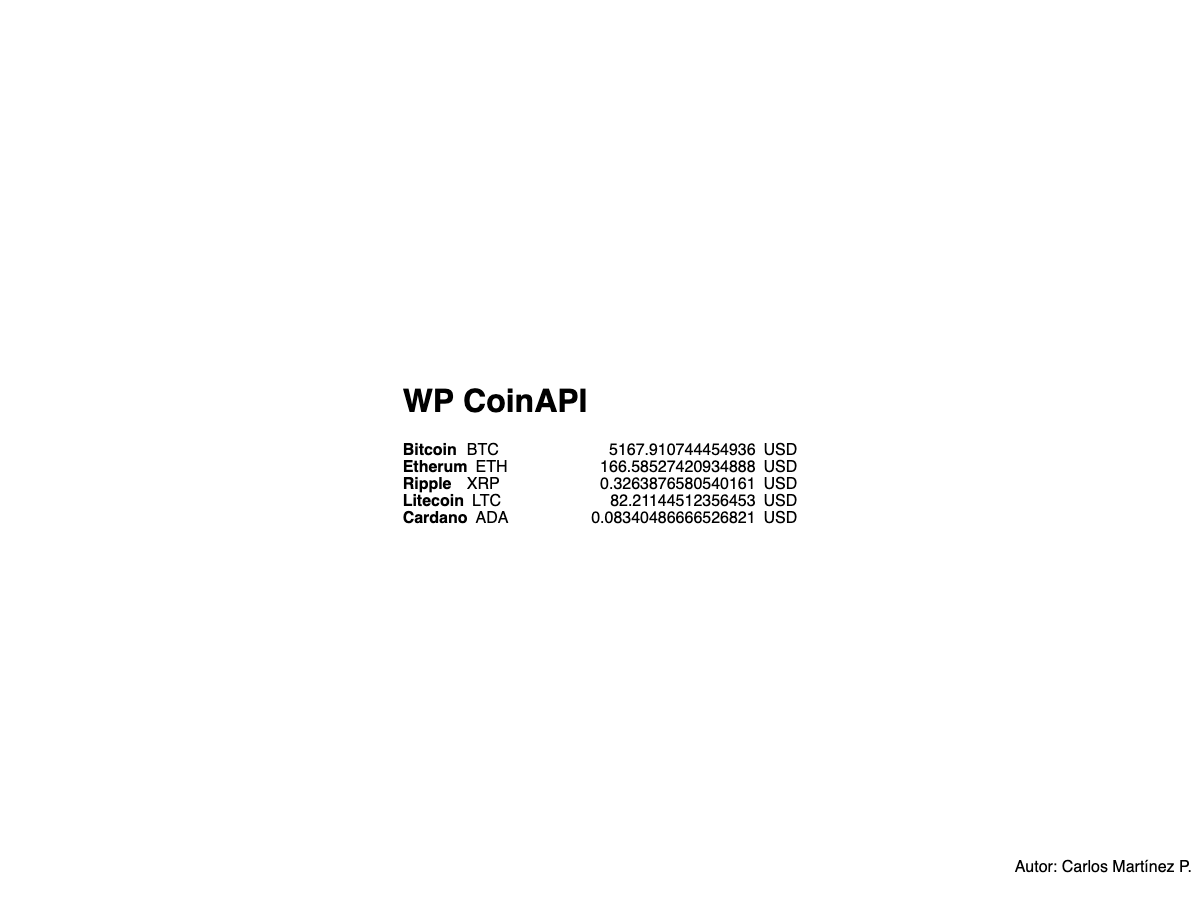 WP CoinAPI
Bitcoin BTC 5167.910744454936 USD
Etherum ETH 166.58527420934888 USD
Ripple XRP 0.3263876580540161 USD
Litecoin LTC 82.21144512356453 USD
Cardano ADA 0.08340486666526821 USD
Autor: Carlos Martínez P.